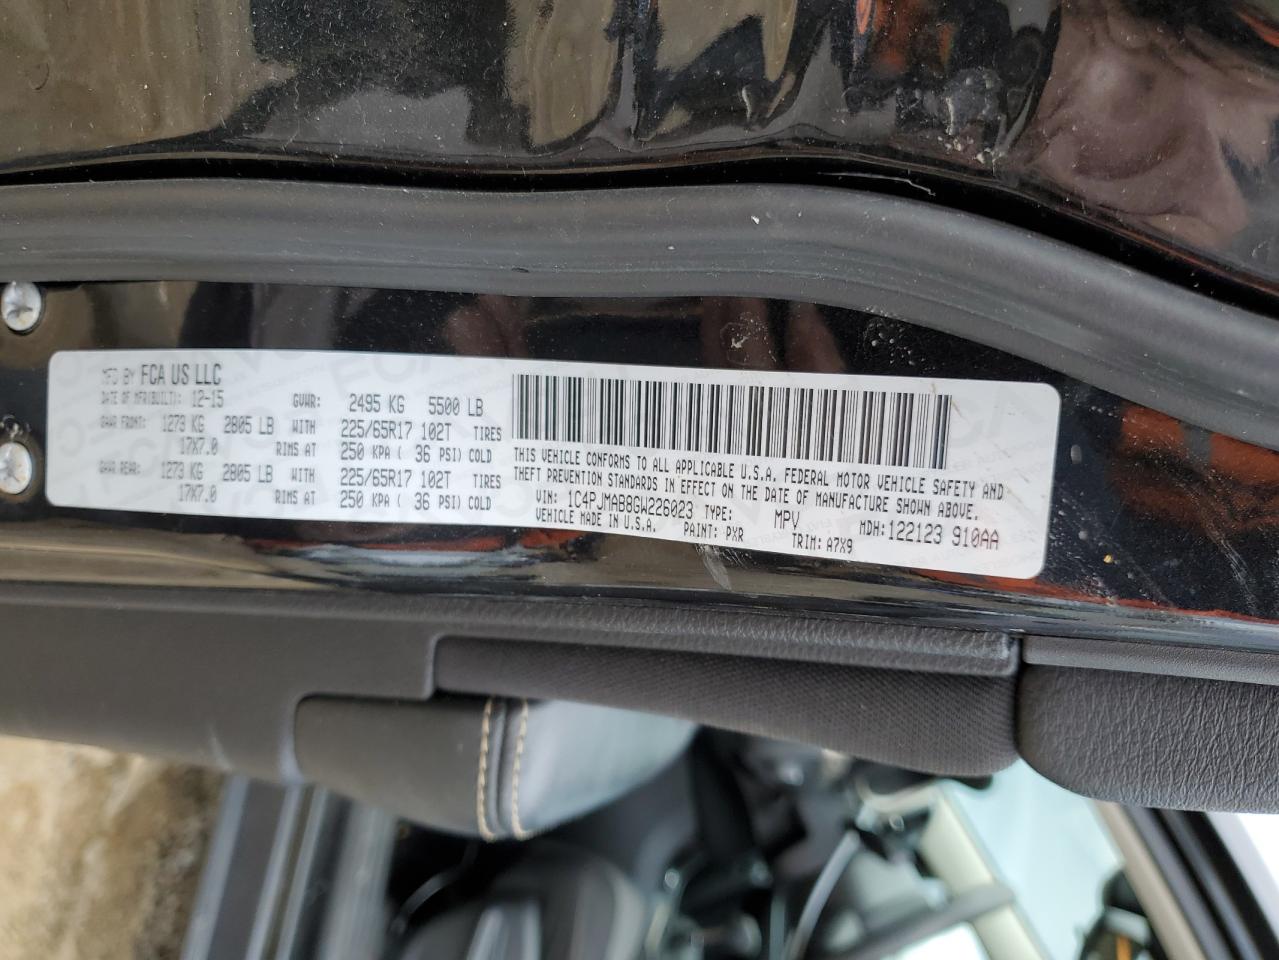 MFD BY FCA US LLC
DATE OF MFR(BUILT): 12-15 GVWR: 2495 KG 5500 LB
GAWR FRONT: 1273 KG 2805 LB WITH 225/65R17 102T TIRES
17X7.0 RIMS AT 250 KPA ( 36 PSI) COLD
GAWR REAR: 1273 KG 2805 LB WITH 225/65R17 102T TIRES
17X7.0 RIMS AT 250 KPA ( 36 PSI) COLD
THIS VEHICLE CONFORMS TO ALL APPLICABLE U.S.A. FEDERAL MOTOR VEHICLE SAFETY AND
THEFT PREVENTION STANDARDS IN EFFECT ON THE DATE OF MANUFACTURE SHOWN ABOVE.
VIN: 1C4PJMAB8GW226023 TYPE: MPV MDH:122123 910AA
VEHICLE MADE IN U.S.A. PAINT: PXR TRIM: A7X9